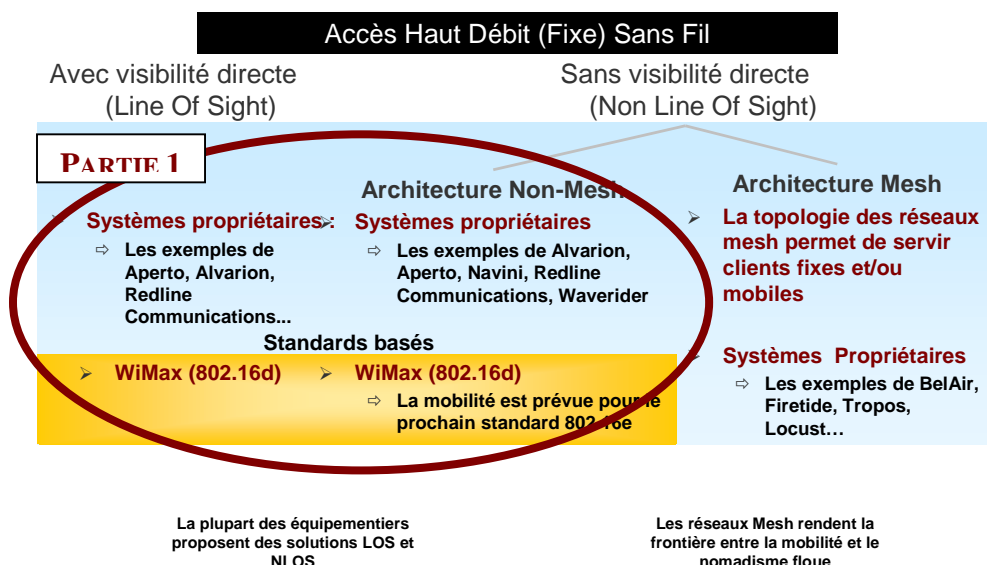 Accès Haut Débit (Fixe) Sans Fil
Avec visibilité directe
(Line Of Sight)
Sans visibilité directe
(Non Line Of Sight)
PARTIE 1
Systèmes propriétaires :
Les exemples de
Aperto, Alvarion,
Redline
Communications...
Architecture Non-Mesh
Systèmes propriétaires
Les exemples de Alvarion,
Aperto, Navini, Redline
Communications, Waverider
Standards basés
WiMax (802.16d)
WiMax (802.16d)
La mobilité est prévue pour le
prochain standard 802.16e
Architecture Mesh
La topologie des réseaux
mesh permet de servir
clients fixes et/ou
mobiles
Systèmes Propriétaires
Les exemples de BelAir,
Firetide, Tropos,
Locust…
La plupart des équipementiers
proposent des solutions LOS et
NLOS
Les réseaux Mesh rendent la
frontière entre la mobilité et le
nomadisme floue